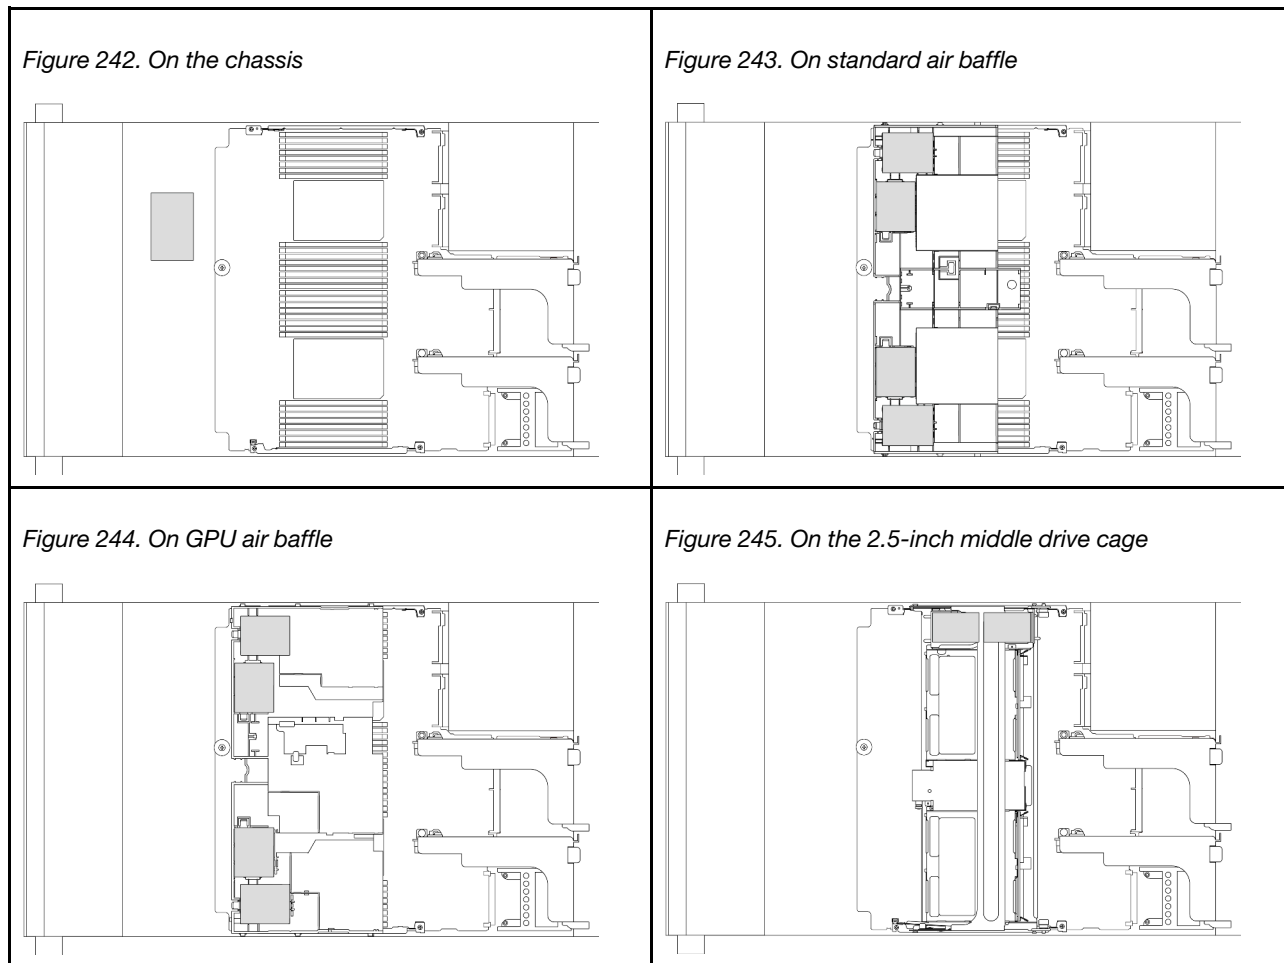 Figure 242. On the chassis
Figure 243. On standard air baffle
Figure 244. On GPU air baffle
Figure 245. On the 2.5-inch middle drive cage